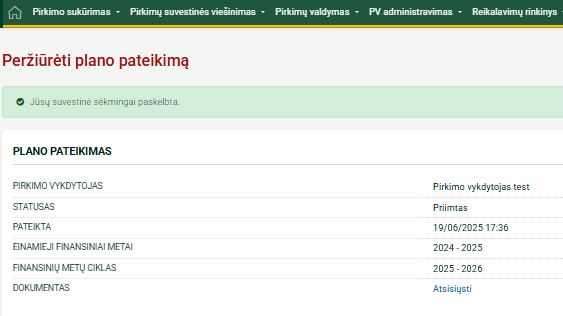 Pirkimo sukūrimas Pirkimų suvestinės viešinimas Pirkimų valdymas PV administravimas Reikalavimų rinkinys
Peržiūrėti plano pateikimą
Jūsų suvestinė sėkmingai paskelbta.
PLANO PATEIKIMAS
PIRKIMO VYKDYTOJAS Pirkimo vykdytojas test
STATUSAS Priimtas
PATEIKTA 19/06/2025 17:36
EINAMIEJI FINANSINIAI METAI 2024 - 2025
FINANSINIŲ METŲ CIKLAS 2025 - 2026
DOKUMENTAS Atsisiųsti